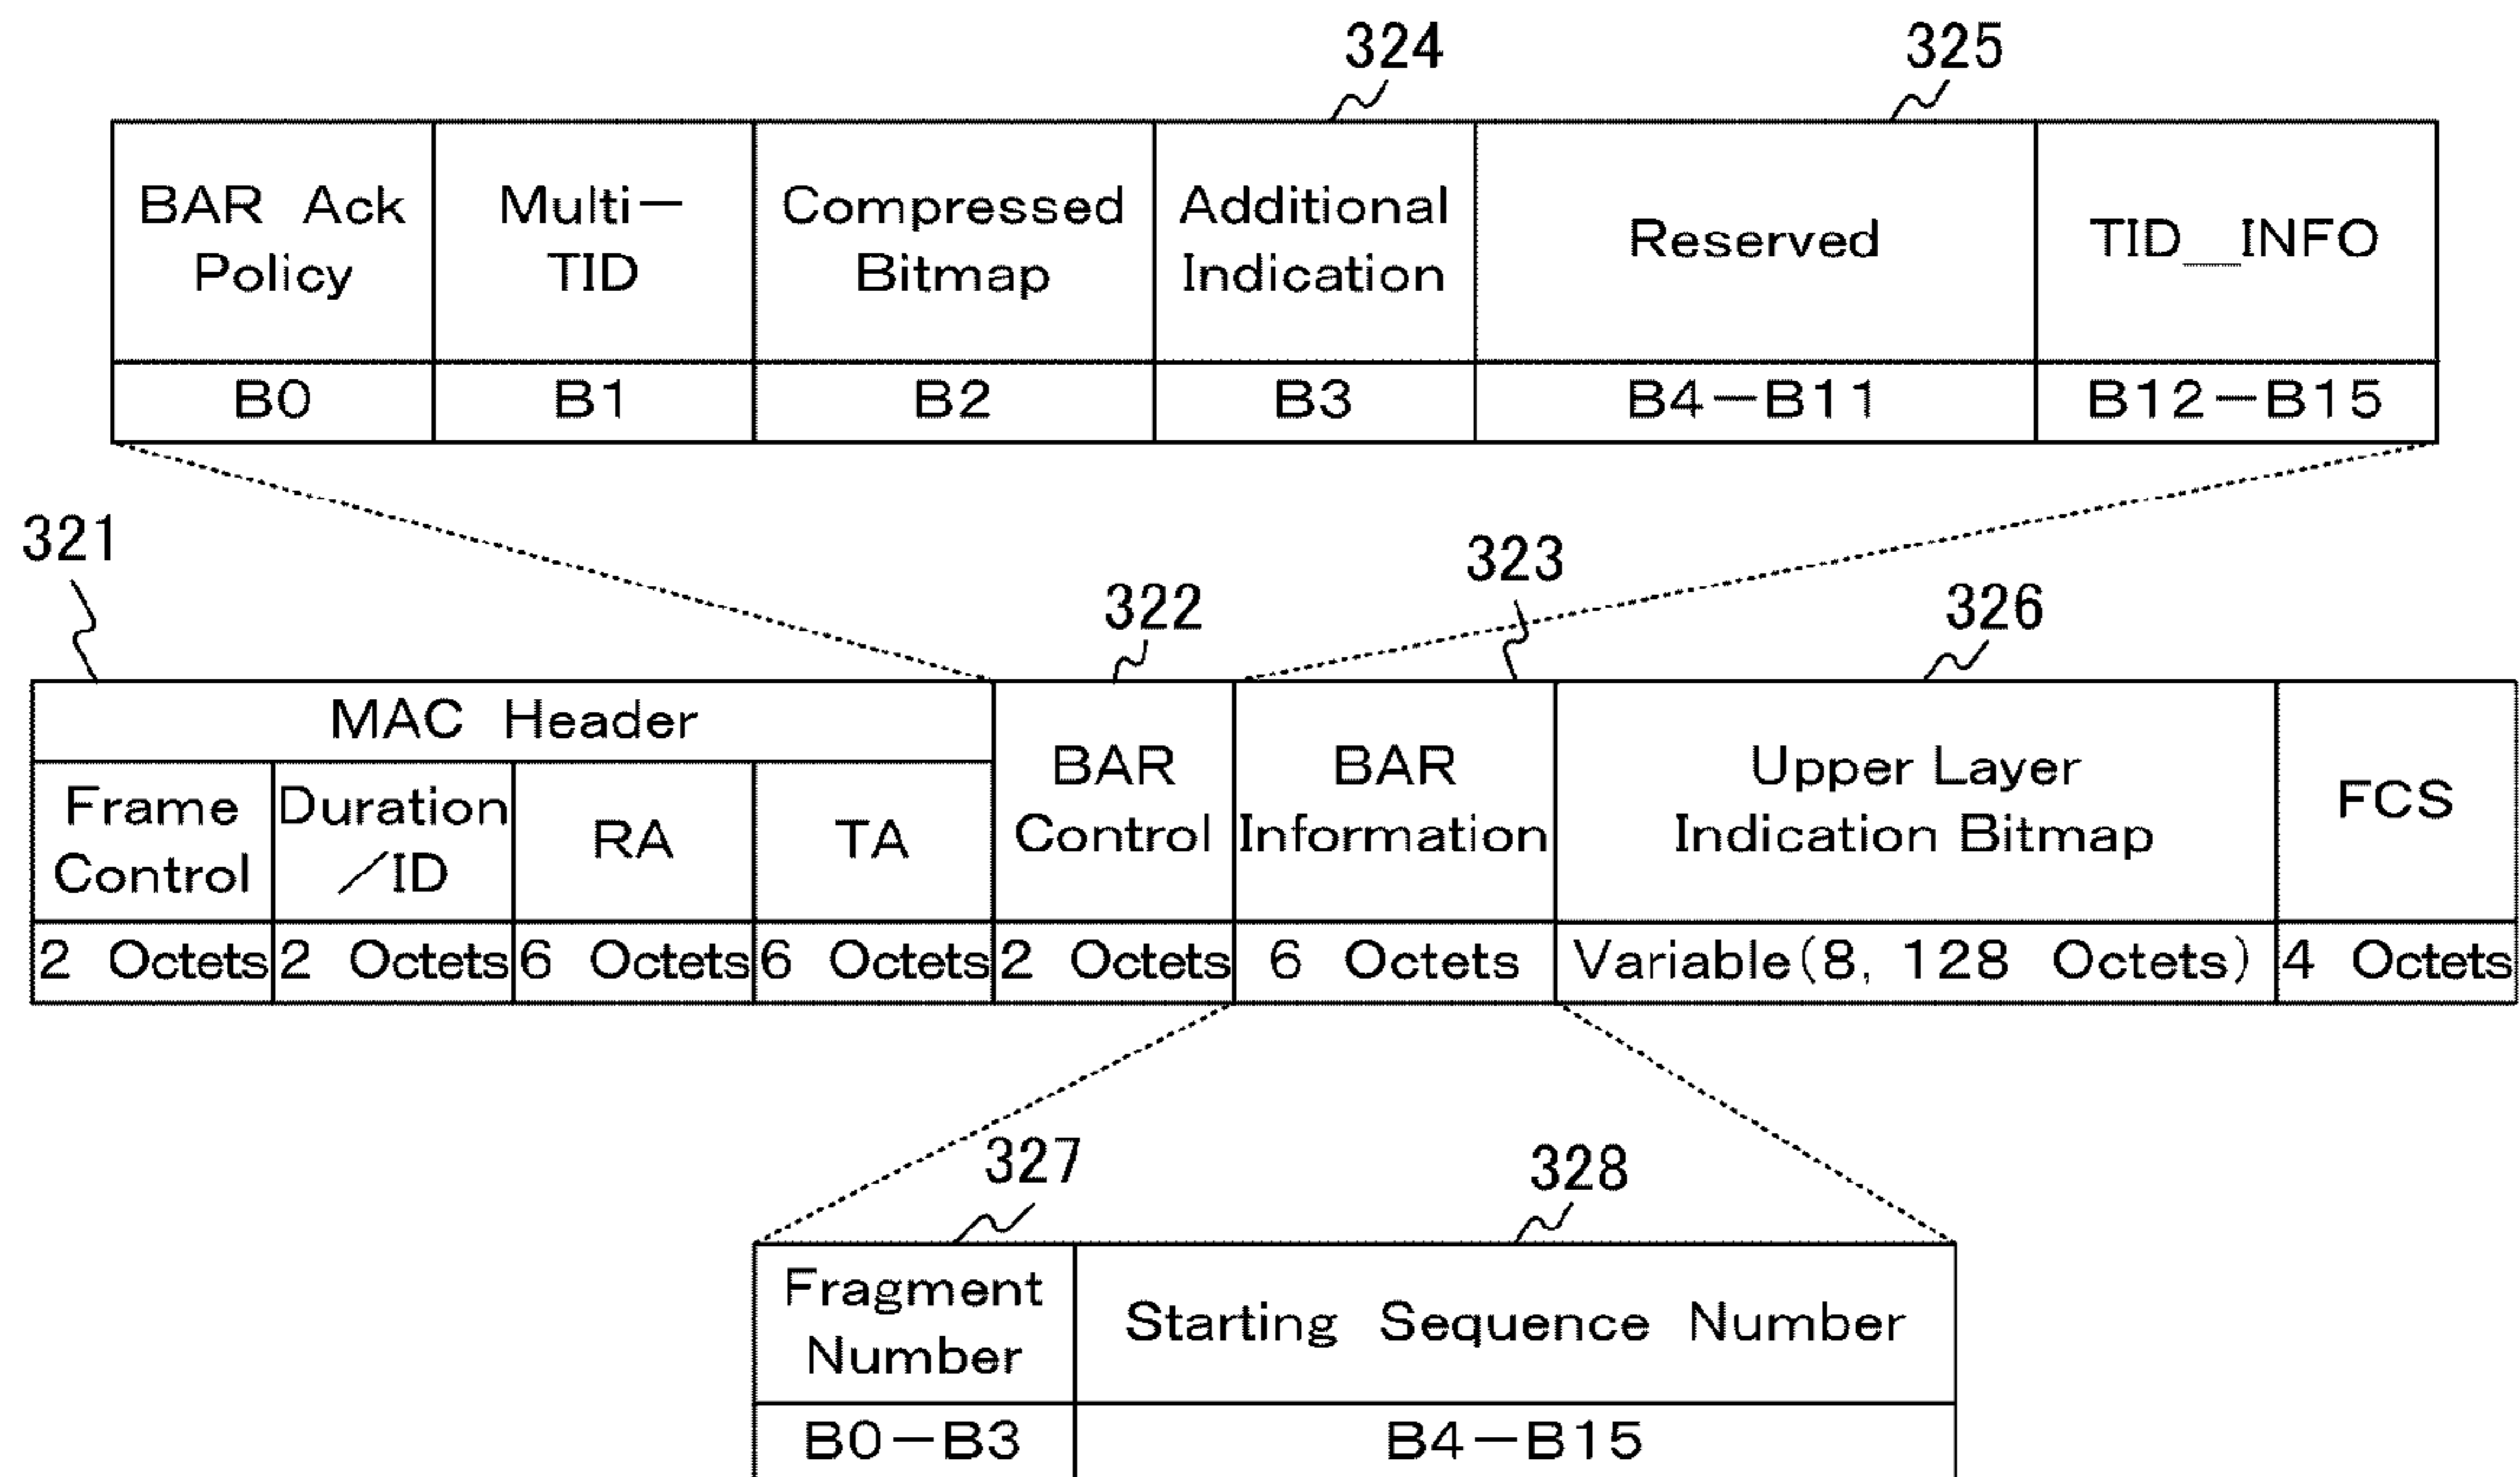 324 325
BAR Ack Policy Multi-TID Compressed Bitmap Additional Indication Reserved TID_INFO
B0 B1 B2 B3 B4-B11 B12-B15
321 322 323 326
MAC Header
Frame Control Duration/ID RA TA BAR Control BAR Information Upper Layer Indication Bitmap FCS
2 Octets 2 Octets 6 Octets 6 Octets 2 Octets 6 Octets Variable(8, 128 Octets) 4 Octets
327 328
Fragment Number Starting Sequence Number
B0-B3 B4-B15